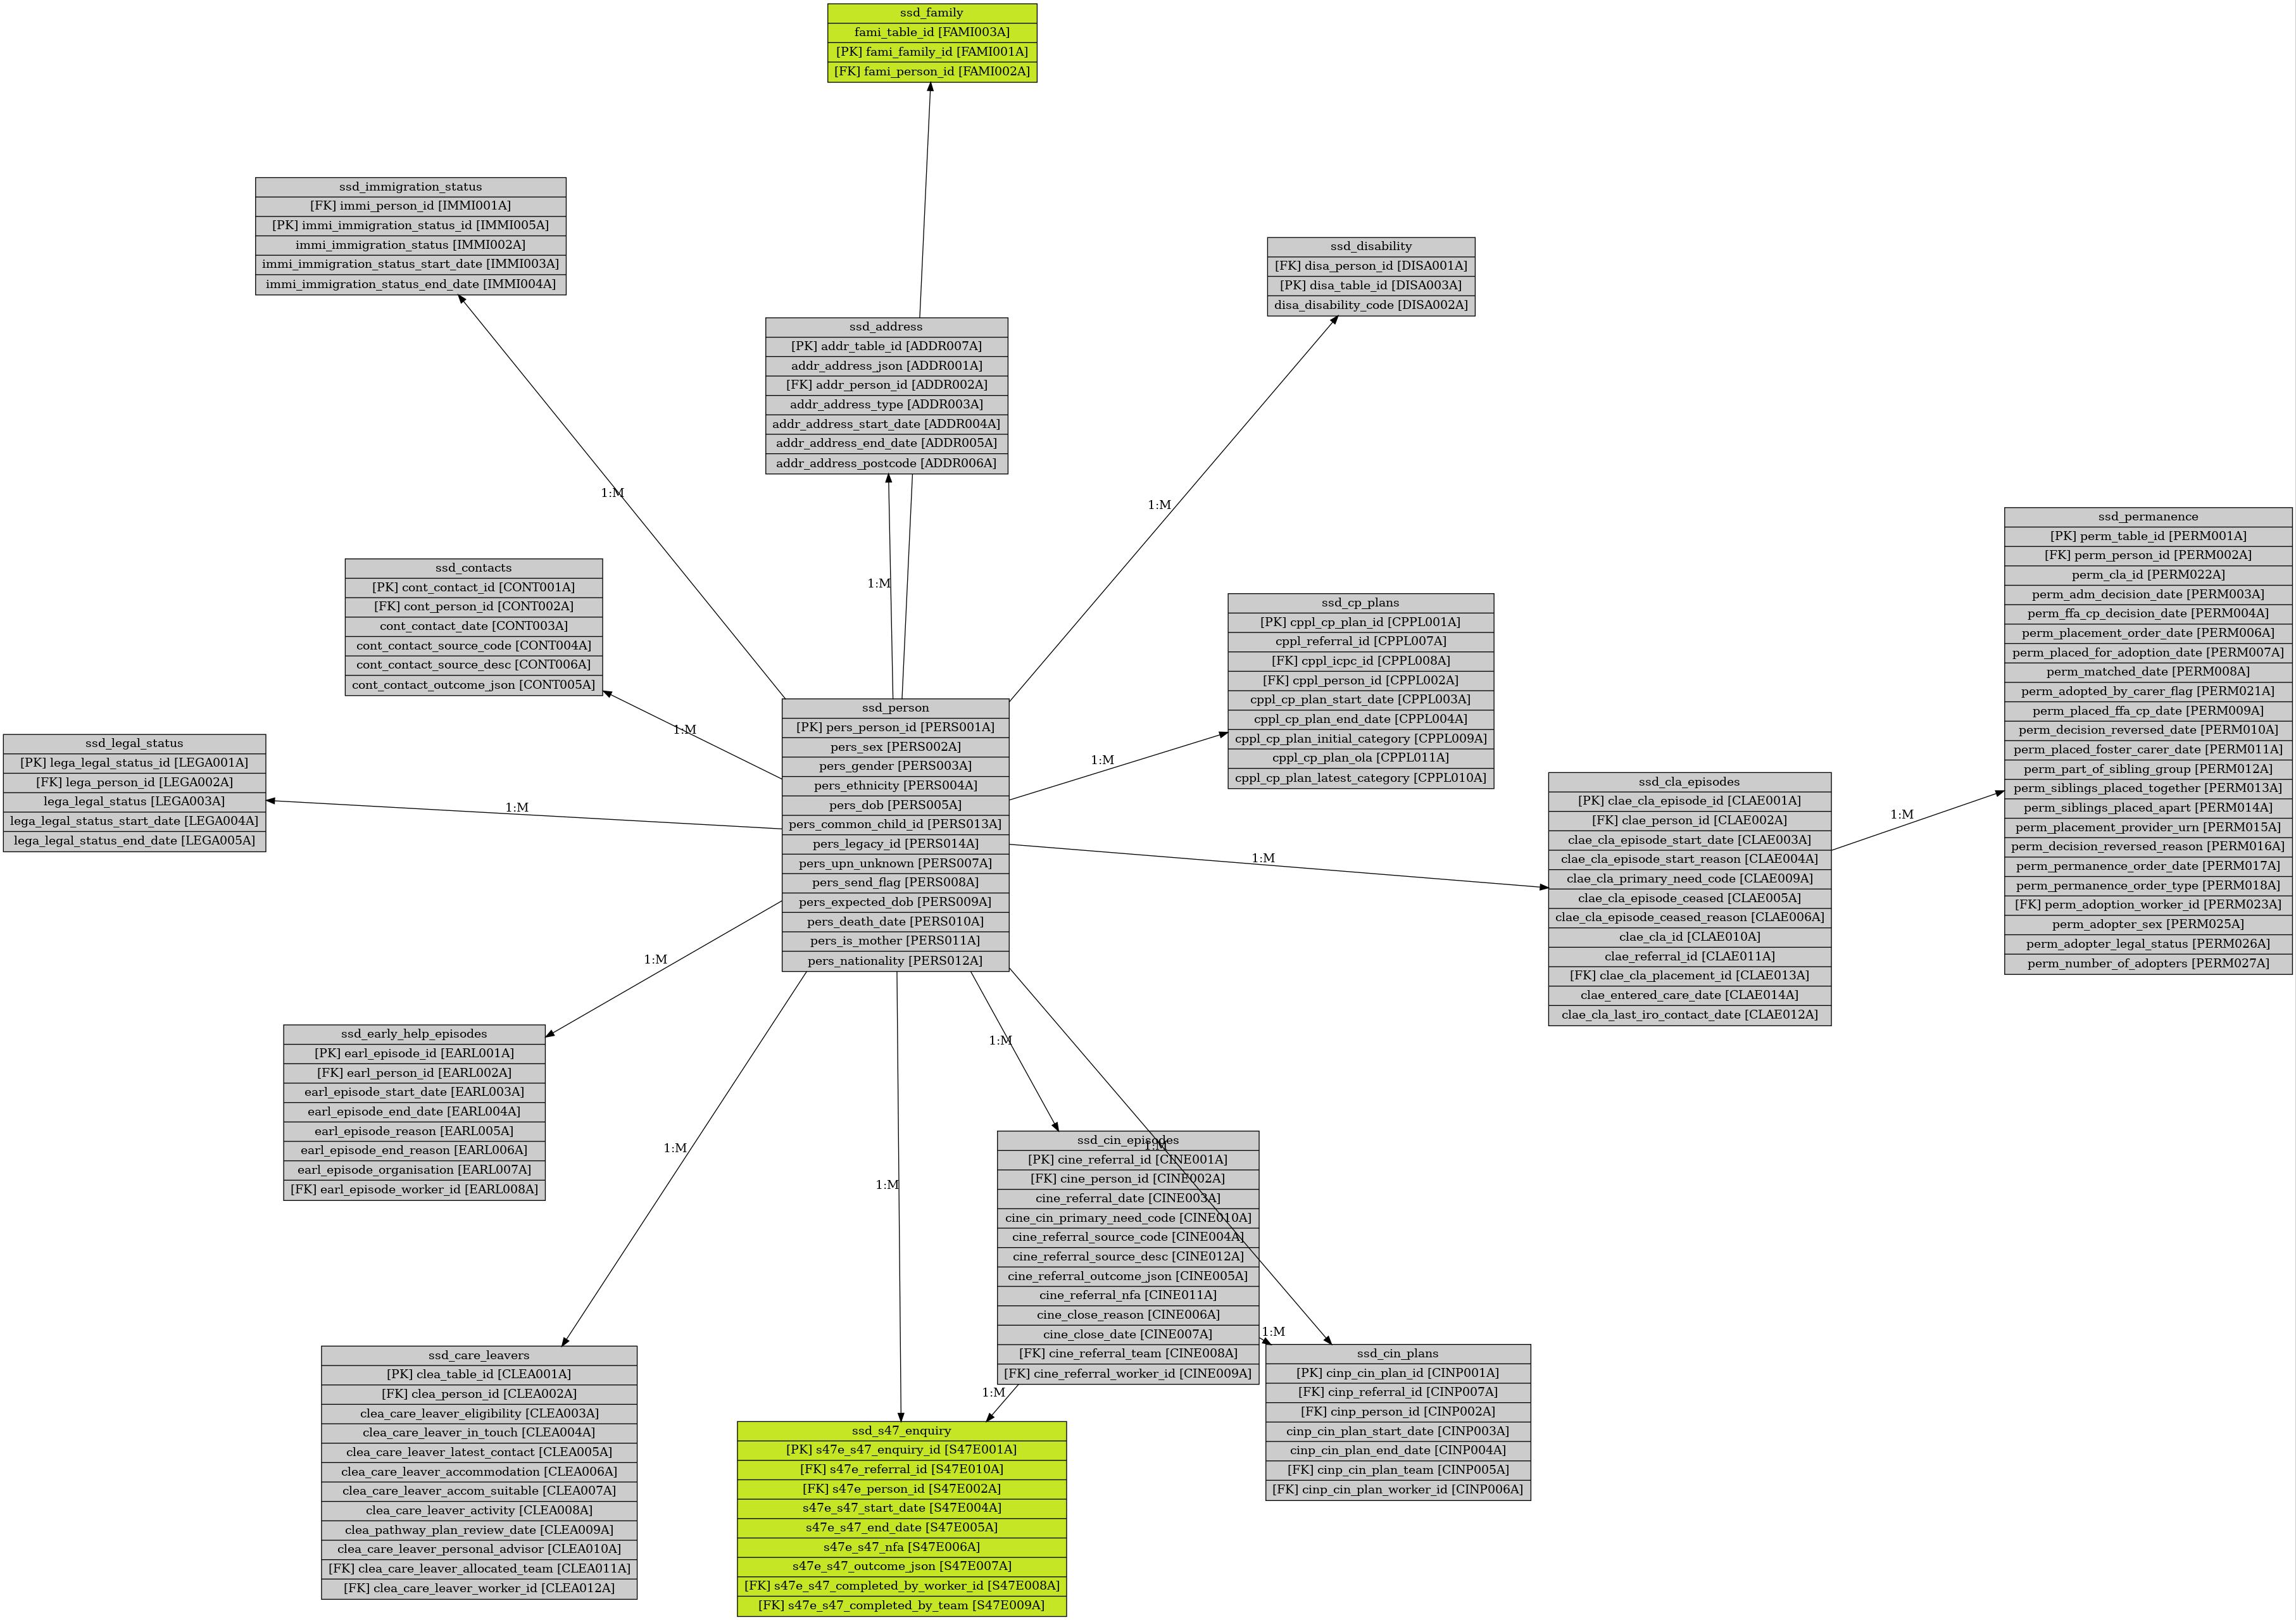 ssd_family
fami_table_id [FAMI003A]
[PK] fami_family_id [FAMI001A]
[FK] fami_person_id [FAMI002A]
ssd_immigration_status
[FK] immi_person_id [IMMI001A]
[PK] immi_immigration_status_id [IMMI005A]
immi_immigration_status [IMMI002A]
immi_immigration_status_start_date [IMMI003A]
immi_immigration_status_end_date [IMMI004A]
ssd_disability
[FK] disa_person_id [DISA001A]
[PK] disa_table_id [DISA003A]
disa_disability_code [DISA002A]
ssd_address
[PK] addr_table_id [ADDR007A]
addr_address_json [ADDR001A]
[FK] addr_person_id [ADDR002A]
addr_address_type [ADDR003A]
addr_address_start_date [ADDR004A]
addr_address_end_date [ADDR005A]
addr_address_postcode [ADDR006A]
1:M
1:M
1:M
ssd_permanence
[PK] perm_table_id [PERM001A]
[FK] perm_person_id [PERM002A]
perm_cla_id [PERM022A]
perm_adm_decision_date [PERM003A]
perm_ffa_cp_decision_date [PERM004A]
perm_placement_order_date [PERM006A]
perm_placed_for_adoption_date [PERM007A]
perm_matched_date [PERM008A]
perm_adopted_by_carer_flag [PERM021A]
perm_placed_ffa_cp_date [PERM009A]
perm_decision_reversed_date [PERM010A]
perm_placed_foster_carer_date [PERM011A]
perm_part_of_sibling_group [PERM012A]
perm_siblings_placed_together [PERM013A]
perm_siblings_placed_apart [PERM014A]
perm_placement_provider_urn [PERM015A]
perm_decision_reversed_reason [PERM016A]
perm_permanence_order_date [PERM017A]
perm_permanence_order_type [PERM018A]
[FK] perm_adoption_worker_id [PERM023A]
perm_adopter_sex [PERM025A]
perm_adopter_legal_status [PERM026A]
perm_number_of_adopters [PERM027A]
ssd_contacts
[PK] cont_contact_id [CONT001A]
[FK] cont_person_id [CONT002A]
cont_contact_date [CONT003A]
cont_contact_source_code [CONT004A]
cont_contact_source_desc [CONT006A]
cont_contact_outcome_json [CONT005A]
ssd_cp_plans
[PK] cppl_cp_plan_id [CPPL001A]
cppl_referral_id [CPPL007A]
[FK] cppl_icpc_id [CPPL008A]
[FK] cppl_person_id [CPPL002A]
cppl_cp_plan_start_date [CPPL003A]
cppl_cp_plan_end_date [CPPL004A]
cppl_cp_plan_initial_category [CPPL009A]
cppl_cp_plan_ola [CPPL011A]
cppl_cp_plan_latest_category [CPPL010A]
1:M
1:M
ssd_person
[PK] pers_person_id [PERS001A]
pers_sex [PERS002A]
pers_gender [PERS003A]
pers_ethnicity [PERS004A]
pers_dob [PERS005A]
pers_common_child_id [PERS013A]
pers_legacy_id [PERS014A]
pers_upn_unknown [PERS007A]
pers_send_flag [PERS008A]
pers_expected_dob [PERS009A]
pers_death_date [PERS010A]
pers_is_mother [PERS011A]
pers_nationality [PERS012A]
ssd_legal_status
[PK] lega_legal_status_id [LEGA001A]
[FK] lega_person_id [LEGA002A]
lega_legal_status [LEGA003A]
lega_legal_status_start_date [LEGA004A]
lega_legal_status_end_date [LEGA005A]
1:M
1:M
ssd_cla_episodes
[PK] clae_cla_episode_id [CLAE001A]
[FK] clae_person_id [CLAE002A]
clae_cla_episode_start_date [CLAE003A]
clae_cla_episode_start_reason [CLAE004A]
clae_cla_primary_need_code [CLAE009A]
clae_cla_episode_ceased [CLAE005A]
clae_cla_episode_ceased_reason [CLAE006A]
clae_cla_id [CLAE010A]
clae_referral_id [CLAE011A]
[FK] clae_cla_placement_id [CLAE013A]
clae_entered_care_date [CLAE014A]
clae_cla_last_iro_contact_date [CLAE012A]
1:M
1:M
ssd_early_help_episodes
[PK] earl_episode_id [EARL001A]
[FK] earl_person_id [EARL002A]
earl_episode_start_date [EARL003A]
earl_episode_end_date [EARL004A]
earl_episode_reason [EARL005A]
earl_episode_end_reason [EARL006A]
earl_episode_organisation [EARL007A]
[FK] earl_episode_worker_id [EARL008A]
1:M
1:M
1:M
1:M
ssd_cin_episodes
[PK] cine_referral_id [CINE001A]
[FK] cine_person_id [CINE002A]
cine_referral_date [CINE003A]
cine_cin_primary_need_code [CINE010A]
cine_referral_source_code [CINE004A]
cine_referral_source_desc [CINE012A]
cine_referral_outcome_json [CINE005A]
cine_referral_nfa [CINE011A]
cine_close_reason [CINE006A]
cine_close_date [CINE007A]
[FK] cine_referral_team [CINE008A]
[FK] cine_referral_worker_id [CINE009A]
1:M
1:M
ssd_care_leavers
[PK] clea_table_id [CLEA001A]
[FK] clea_person_id [CLEA002A]
clea_care_leaver_eligibility [CLEA003A]
clea_care_leaver_in_touch [CLEA004A]
clea_care_leaver_latest_contact [CLEA005A]
clea_care_leaver_accommodation [CLEA006A]
clea_care_leaver_accom_suitable [CLEA007A]
clea_care_leaver_activity [CLEA008A]
clea_pathway_plan_review_date [CLEA009A]
clea_care_leaver_personal_advisor [CLEA010A]
[FK] clea_care_leaver_allocated_team [CLEA011A]
[FK] clea_care_leaver_worker_id [CLEA012A]
ssd_s47_enquiry
[PK] s47e_s47_enquiry_id [S47E001A]
[FK] s47e_referral_id [S47E010A]
[FK] s47e_person_id [S47E002A]
s47e_s47_start_date [S47E004A]
s47e_s47_end_date [S47E005A]
s47e_s47_nfa [S47E006A]
s47e_s47_outcome_json [S47E007A]
[FK] s47e_s47_completed_by_worker_id [S47E008A]
[FK] s47e_s47_completed_by_team [S47E009A]
ssd_cin_plans
[PK] cinp_cin_plan_id [CINP001A]
[FK] cinp_referral_id [CINP007A]
[FK] cinp_person_id [CINP002A]
cinp_cin_plan_start_date [CINP003A]
cinp_cin_plan_end_date [CINP004A]
[FK] cinp_cin_plan_team [CINP005A]
[FK] cinp_cin_plan_worker_id [CINP006A]